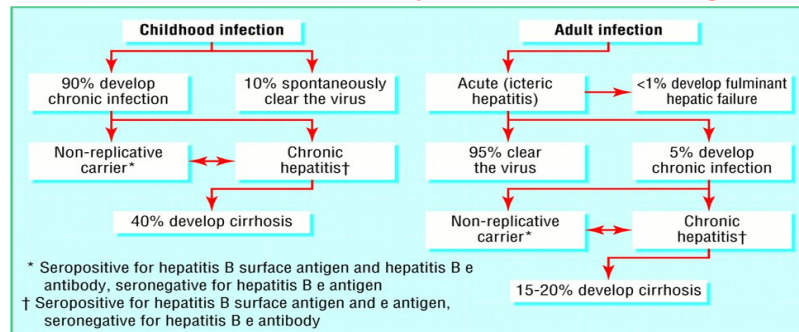 Childhood infection
90% develop
chronic infection
10% spontaneously
clear the virus
Non-replicative
carrier*
Chronic
hepatitis†
40% develop cirrhosis
Adult infection
Acute (icteric
hepatitis)
<1% develop fulminant
hepatic failure
95% clear
the virus
5% develop
chronic infection
Non-replicative
carrier*
Chronic
hepatitis†
15-20% develop cirrhosis
* Seropositive for hepatitis B surface antigen and hepatitis B e
antibody, seronegative for hepatitis B e antigen
† Seropositive for hepatitis B surface antigen and e antigen,
seronegative for hepatitis B e antibody